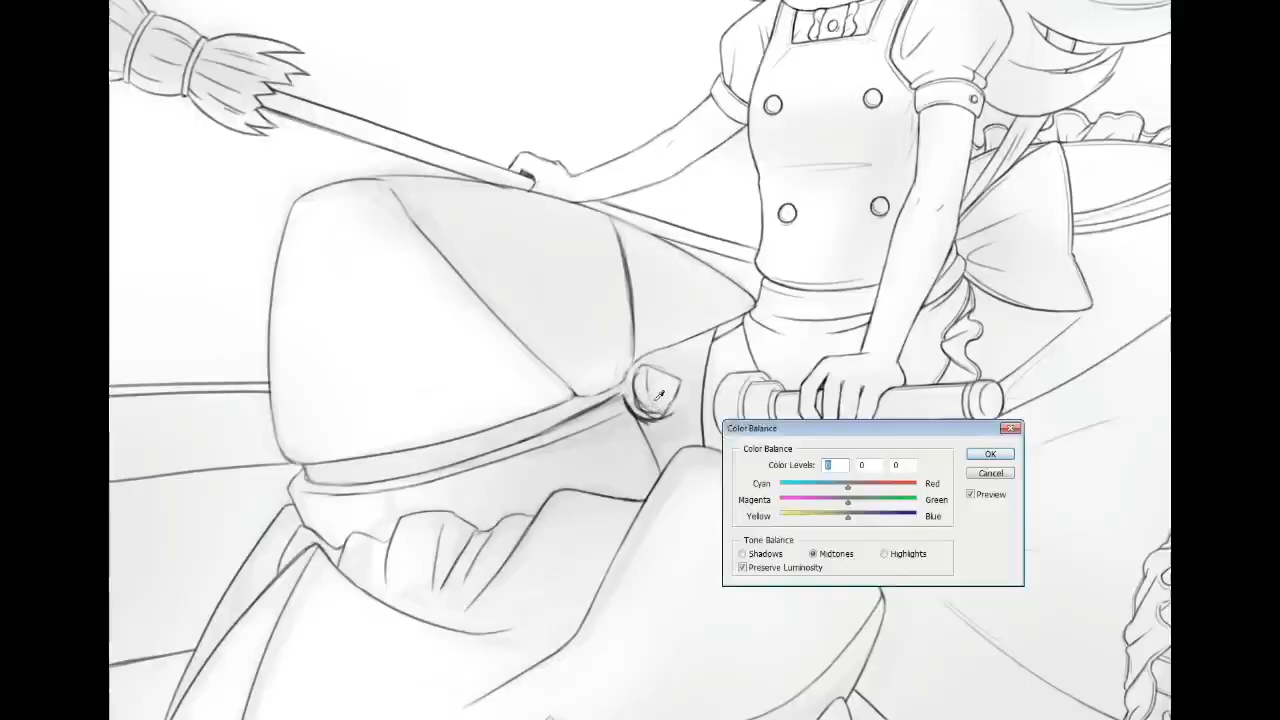 Color Balance
Color Balance
Color Levels: 0 0 0
OK
Cyan Red
Cancel
Magenta Green
Preview
Yellow Blue
Tone Balance
Shadows Midtones Highlights
Preserve Luminosity